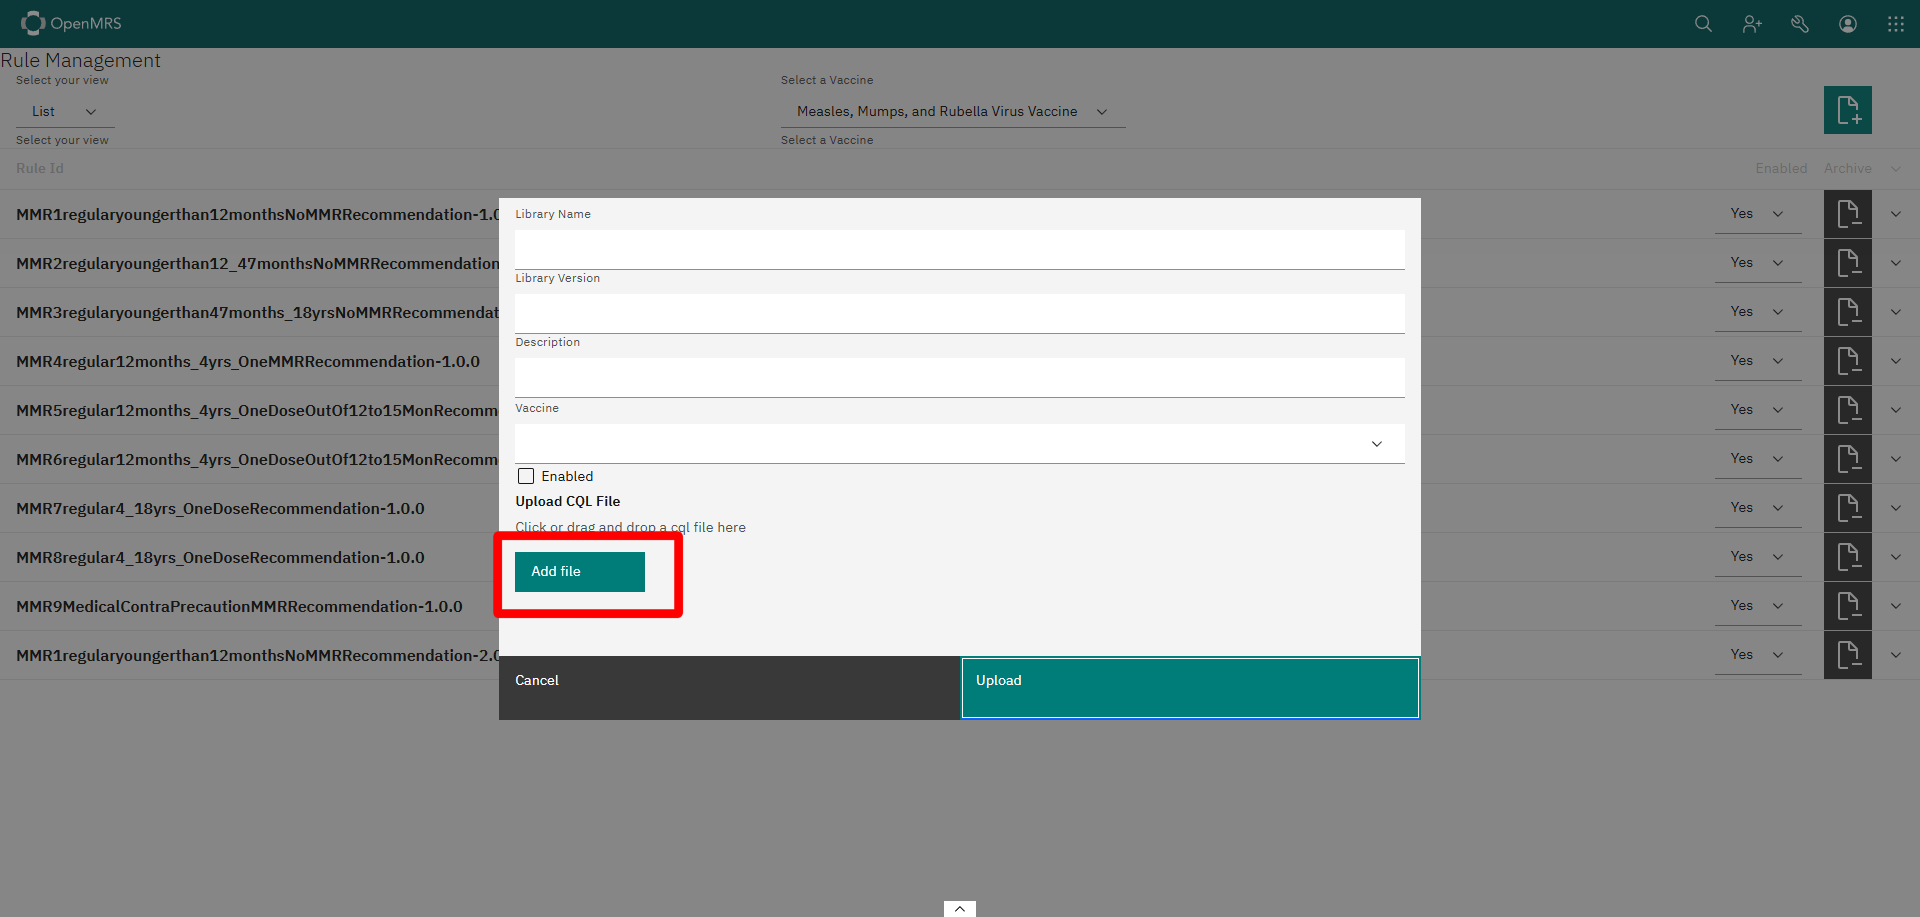 OpenMRS
Rule Management
Select your view
Select a Vaccine
List
Measles, Mumps, and Rubella Virus Vaccine
Select your view
Select a Vaccine
Rule Id
Enabled
Archive
MMR1regularyoungerthan12monthsNoMMRRecommendation-1.0
Yes
MMR2regularyoungerthan12_47monthsNoMMRRecommendation
Yes
MMR3regularyoungerthan47months_18yrsNoMMRRecommendat
Yes
MMR4regular12months_4yrs_OneMMRRecommendation-1.0.0
Yes
MMR5regular12months_4yrs_OneDoseOutOf12to15MonRecomm
Yes
MMR6regular12months_4yrs_OneDoseOutOf12to15MonRecomm
Yes
MMR7regular4_18yrs_OneDoseRecommendation-1.0.0
Yes
MMR8regular4_18yrs_OneDoseRecommendation-1.0.0
Yes
MMR9MedicalContraPrecautionMMRRecommendation-1.0.0
Yes
MMR1regularyoungerthan12monthsNoMMRRecommendation-2.0
Yes
Library Name
Library Version
Description
Vaccine
Enabled
Upload CQL File
Click or drag and drop a cql file here
Add file
Cancel
Upload